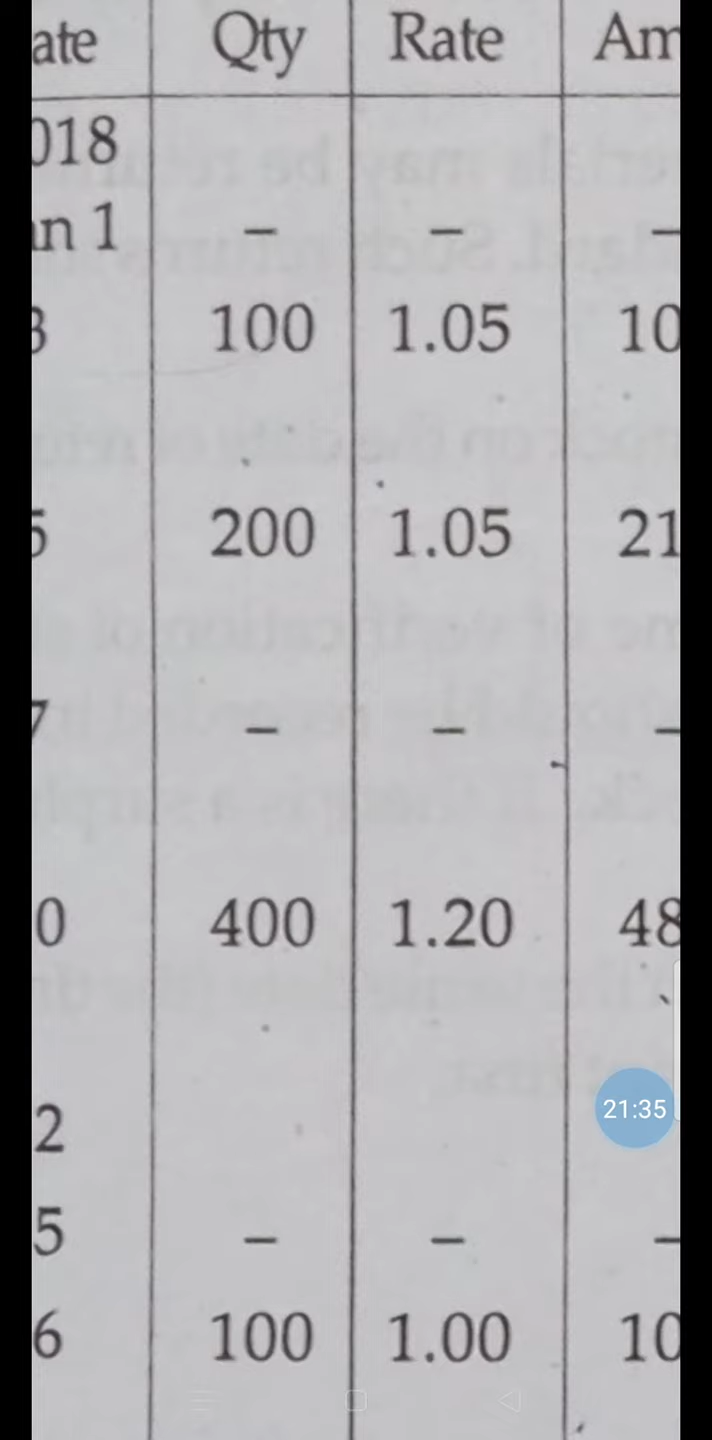 ate Qty Rate Am
018
n 1 – – –
3 100 1.05 10
5 200 1.05 21
7 – – –
0 400 1.20 48
21:35
2
5 – – –
6 100 1.00 10